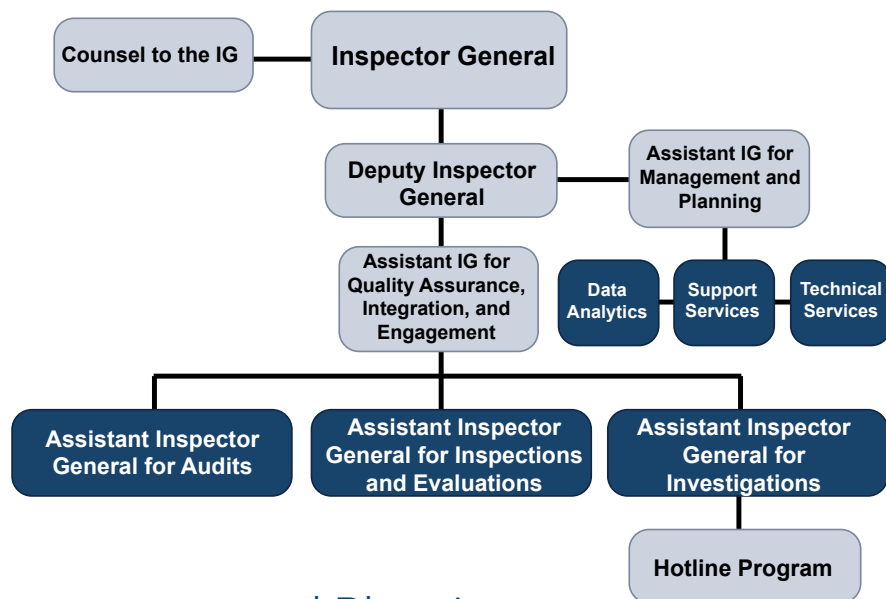 Counsel to the IG
Inspector General
Deputy Inspector
General
Assistant IG for
Management and
Planning
Assistant IG for
Quality Assurance,
Integration, and
Engagement
Data
Analytics
Support
Services
Technical
Services
Assistant Inspector
General for Audits
Assistant Inspector
General for Inspections
and Evaluations
Assistant Inspector
General for
Investigations
Hotline Program